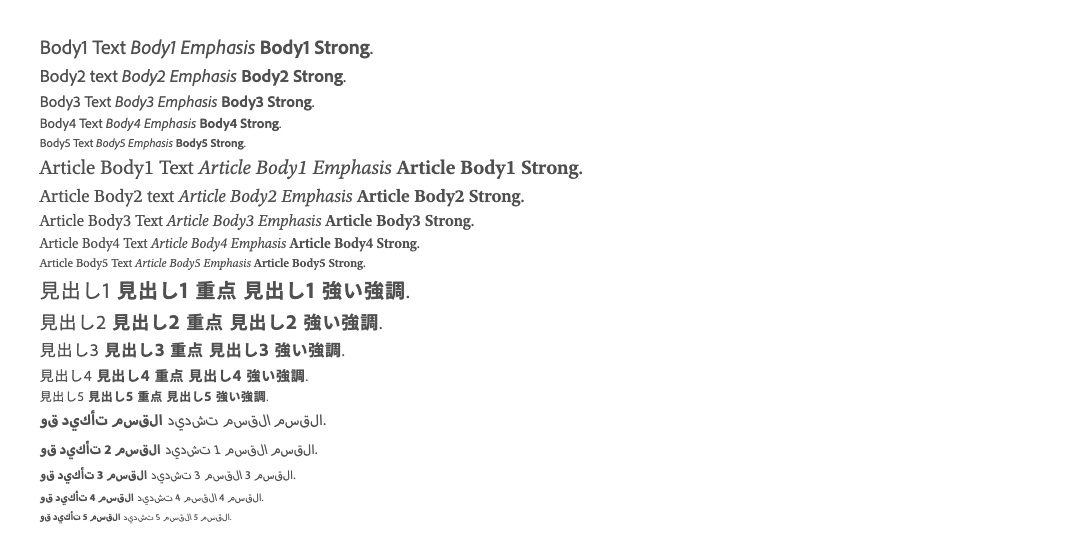 Body1 Text Body1 Emphasis Body1 Strong.
Body2 text Body2 Emphasis Body2 Strong.
Body3 Text Body3 Emphasis Body3 Strong.
Body4 Text Body4 Emphasis Body4 Strong.
Body5 Text Body5 Emphasis Body5 Strong.
Article Body1 Text Article Body1 Emphasis Article Body1 Strong.
Article Body2 text Article Body2 Emphasis Article Body2 Strong.
Article Body3 Text Article Body3 Emphasis Article Body3 Strong.
Article Body4 Text Article Body4 Emphasis Article Body4 Strong.
Article Body5 Text Article Body5 Emphasis Article Body5 Strong.
見出し1 見出し1 重点 見出し1 強い強調.
見出し2 見出し2 重点 見出し2 強い強調.
見出し3 見出し3 重点 見出し3 強い強調.
見出し4 見出し4 重点 見出し4 強い強調.
見出し5 見出し5 重点 見出し5 強い強調.
القسم القسم تشديد القسم تأكيد قو.
القسم القسم 1 تشديد القسم 2 تأكيد قو.
القسم 3 القسم 3 تشديد القسم 3 تأكيد قو.
القسم 4 القسم 4 تشديد القسم 4 تأكيد قو.
القسم 5 القسم 5 تشديد القسم 5 تأكيد قو.